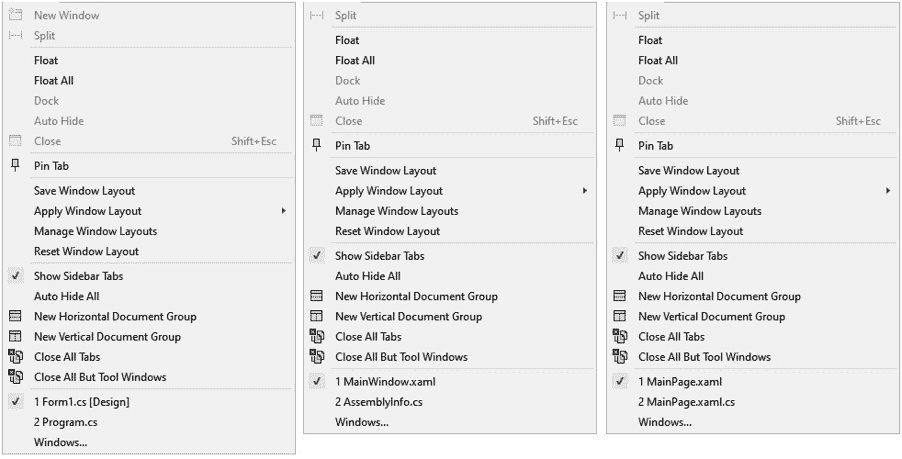 New Window
Split
Float
Float All
Dock
Auto Hide
Close Shift+Esc
Pin Tab
Save Window Layout
Apply Window Layout
Manage Window Layouts
Reset Window Layout
Show Sidebar Tabs
Auto Hide All
New Horizontal Document Group
New Vertical Document Group
Close All Tabs
Close All But Tool Windows
1 Form1.cs [Design]
2 Program.cs
Windows...
Split
Float
Float All
Dock
Auto Hide
Close Shift+Esc
Pin Tab
Save Window Layout
Apply Window Layout
Manage Window Layouts
Reset Window Layout
Show Sidebar Tabs
Auto Hide All
New Horizontal Document Group
New Vertical Document Group
Close All Tabs
Close All But Tool Windows
1 MainWindow.xaml
2 AssemblyInfo.cs
Windows...
Split
Float
Float All
Dock
Auto Hide
Close Shift+Esc
Pin Tab
Save Window Layout
Apply Window Layout
Manage Window Layouts
Reset Window Layout
Show Sidebar Tabs
Auto Hide All
New Horizontal Document Group
New Vertical Document Group
Close All Tabs
Close All But Tool Windows
1 MainPage.xaml
2 MainPage.xaml.cs
Windows...